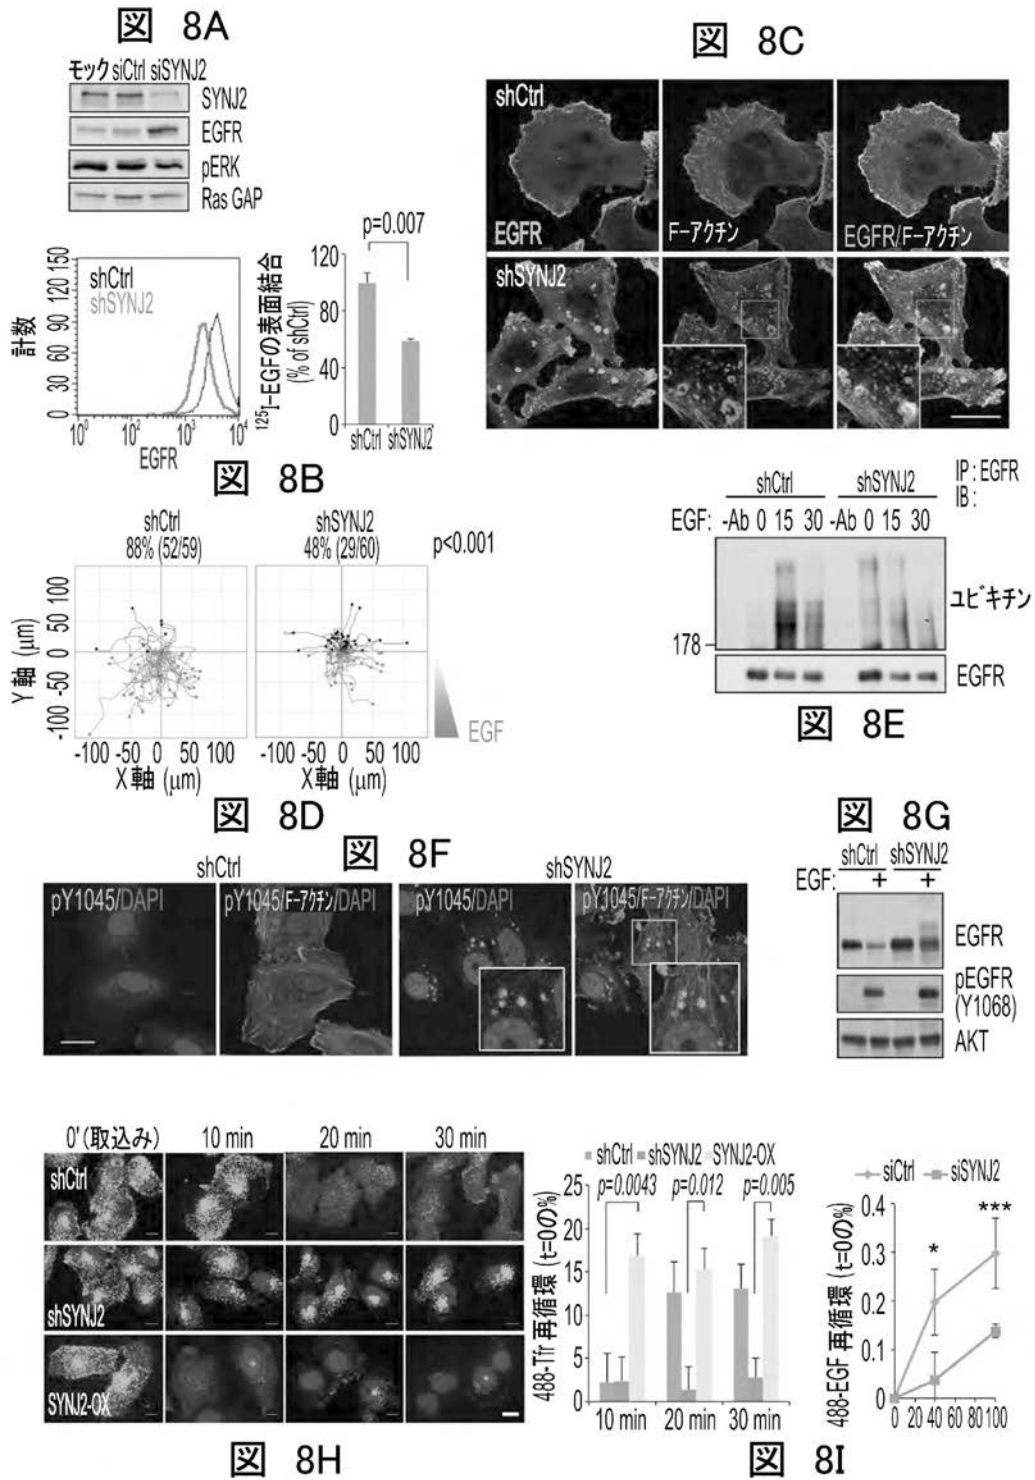 図 8A
モック siCtrl siSYNJ2
SYNJ2
EGFR
pERK
Ras GAP
計数
150
120
90
60
30
0
shCtrl
shSYNJ2
10⁰ 10¹ 10² 10³ 10⁴
EGFR
¹²⁵I-EGFの表面結合
(% of shCtrl)
p=0.007
120
80
40
0
shCtrl shSYNJ2
図 8B
図 8C
shCtrl
EGFR
F-アクチン
EGFR/F-アクチン
shSYNJ2
shCtrl
88% (52/59)
shSYNJ2
48% (29/60)
p<0.001
Y 軸 (μm)
100
50
0
-50
-100
-100 -50 0 50 100
X 軸 (μm)
-100 -50 0 50 100
X 軸 (μm)
EGF
図 8D
IP : EGFR
IB :
shCtrl shSYNJ2
EGF: -Ab 0 15 30 -Ab 0 15 30
ユビキチン
178
EGFR
図 8E
図 8F
shCtrl
shSYNJ2
pY1045/DAPI
pY1045/F-アクチン/DAPI
pY1045/DAPI
pY1045/F-アクチン/DAPI
図 8G
shCtrl shSYNJ2
EGF: + +
EGFR
pEGFR
(Y1068)
AKT
0' (取込み) 10 min 20 min 30 min
shCtrl
shSYNJ2
SYNJ2-OX
図 8H
shCtrl shSYNJ2 SYNJ2-OX
488-Tfr 再循環 (t=0の%)
25
20
15
10
5
0
p=0.0043 p=0.012 p=0.005
10 min 20 min 30 min
siCtrl siSYNJ2
488-EGF 再循環 (t=0の%)
0.4
0.3
0.2
0.1
0
*
***
0 20 40 60 80 100
図 8I